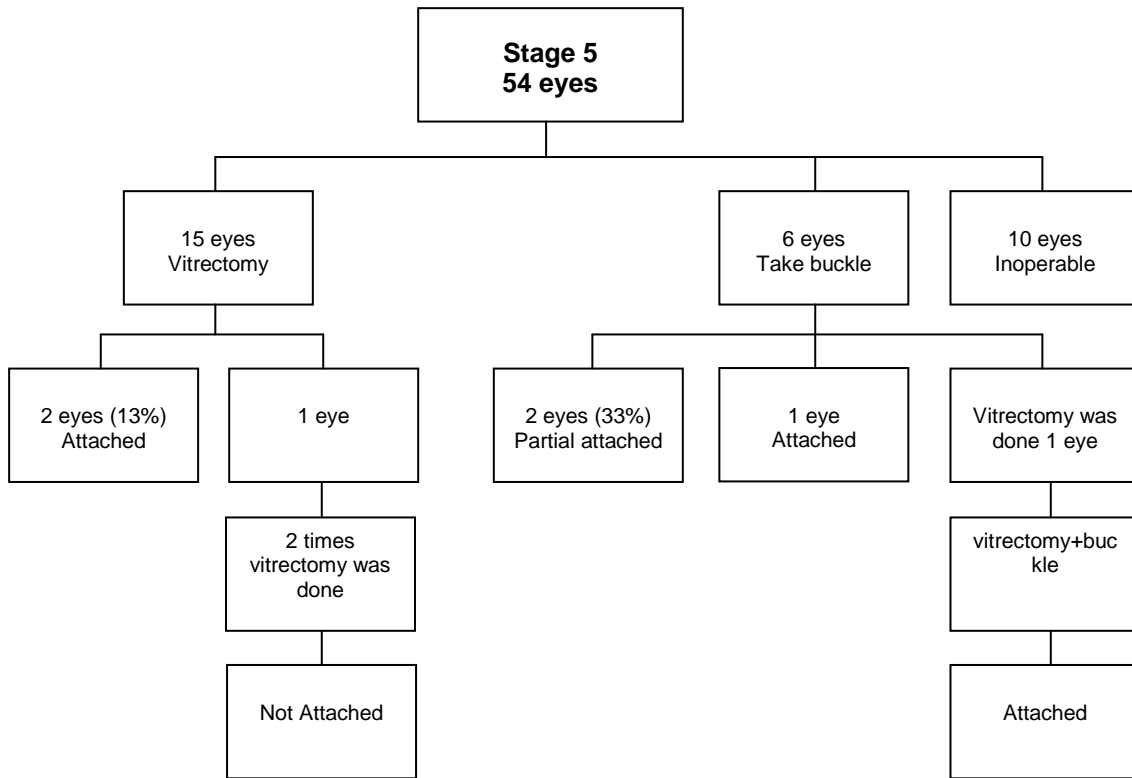 Stage 5
54 eyes
15 eyes
Vitrectomy
6 eyes
Take buckle
10 eyes
Inoperable
2 eyes (13%)
Attached
1 eye
2 eyes (33%)
Partial attached
1 eye
Attached
Vitrectomy was
done 1 eye
2 times
vitrectomy was
done
vitrectomy+buc
kle
Not Attached
Attached